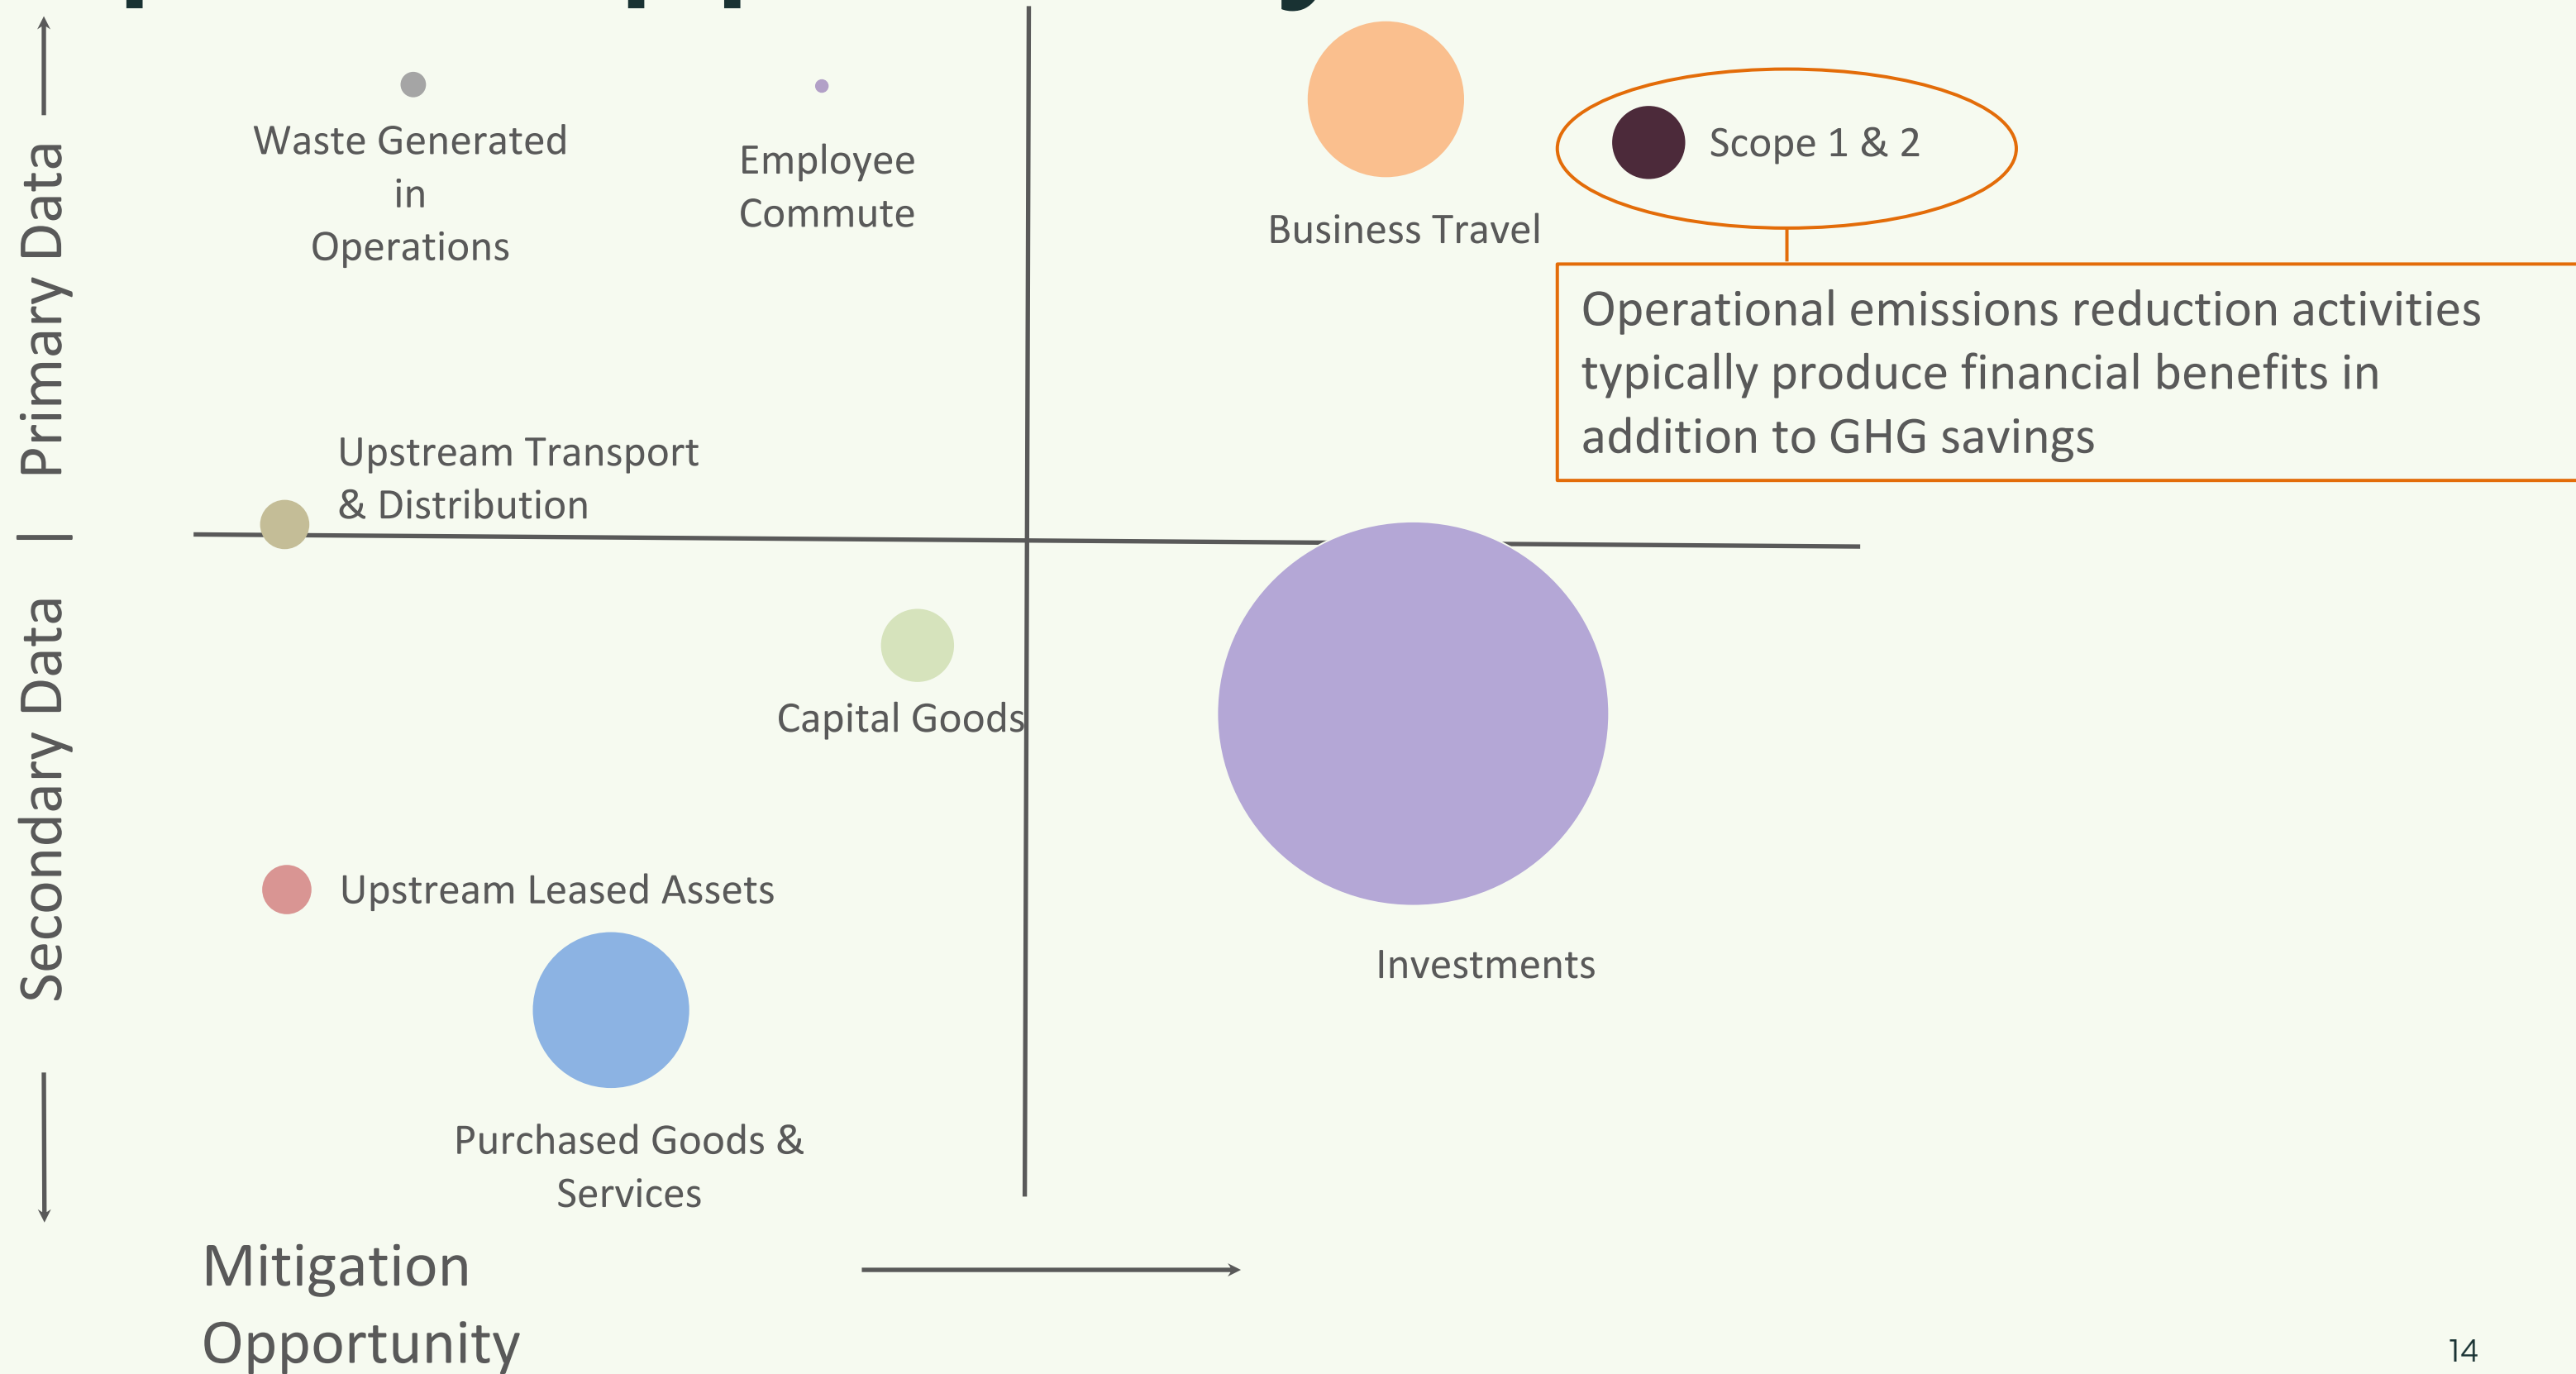 Primary Data
|
Secondary Data
Waste Generated
in
Operations
Employee
Commute
Business Travel
Scope 1 & 2
Operational emissions reduction activities
typically produce financial benefits in
addition to GHG savings
Upstream Transport
& Distribution
Capital Goods
Upstream Leased Assets
Investments
Purchased Goods &
Services
Mitigation
Opportunity
14